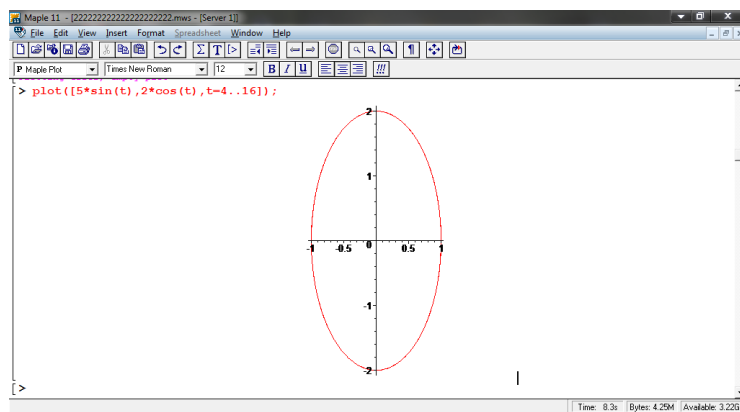 Maple 11 - [22222222222222222222.mws - [Server 1]]
File Edit View Insert Format Spreadsheet Window Help
P Maple Plot Times New Roman 12 B I U !!!
> plot([5*sin(t),2*cos(t),t=4..16]);
2
1
-1 -0.5 0 0.5 1
-1
-2
[>
Time: 8.3s Bytes: 4.25M Available: 3.22G